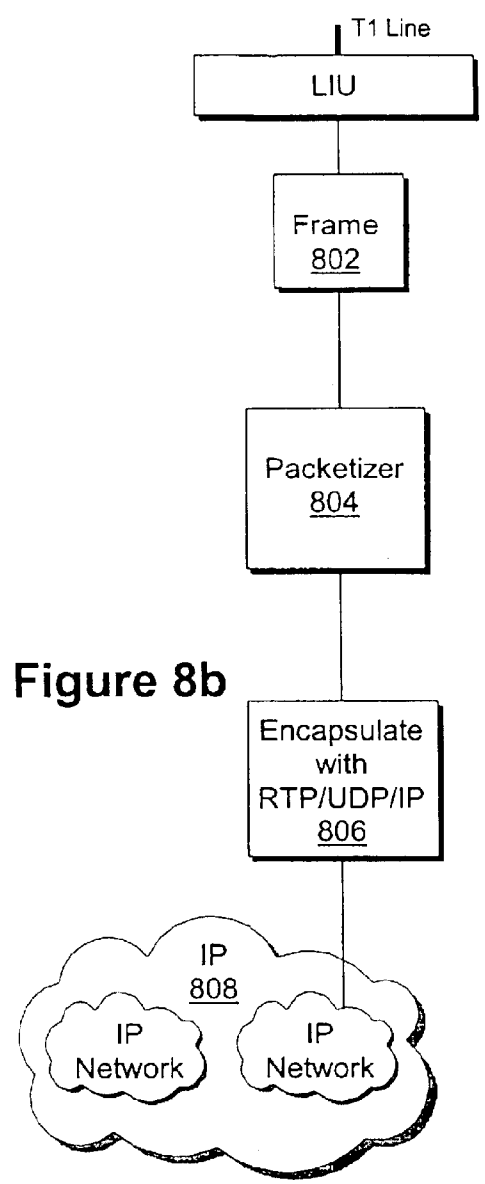 T1 Line
LIU
Frame
802
Packetizer
804
Figure 8b
Encapsulate
with
RTP/UDP/IP
806
IP
808
IP
Network
IP
Network